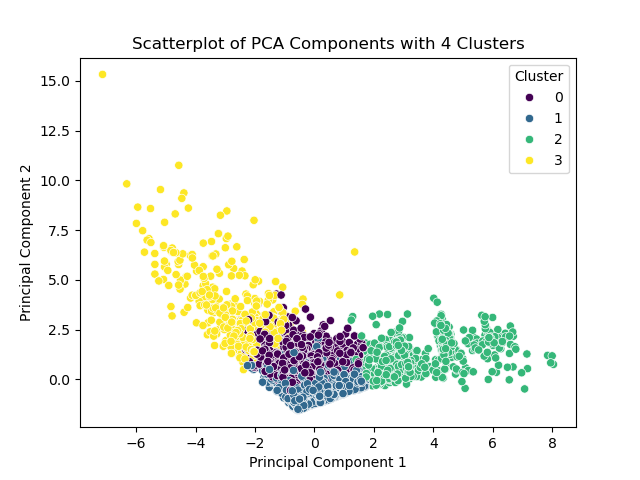 Scatterplot of PCA Components with 4 Clusters
Cluster
0
1
2
3
Principal Component 2
15.0
12.5
10.0
7.5
5.0
2.5
0.0
−6 −4 −2 0 2 4 6 8
Principal Component 1